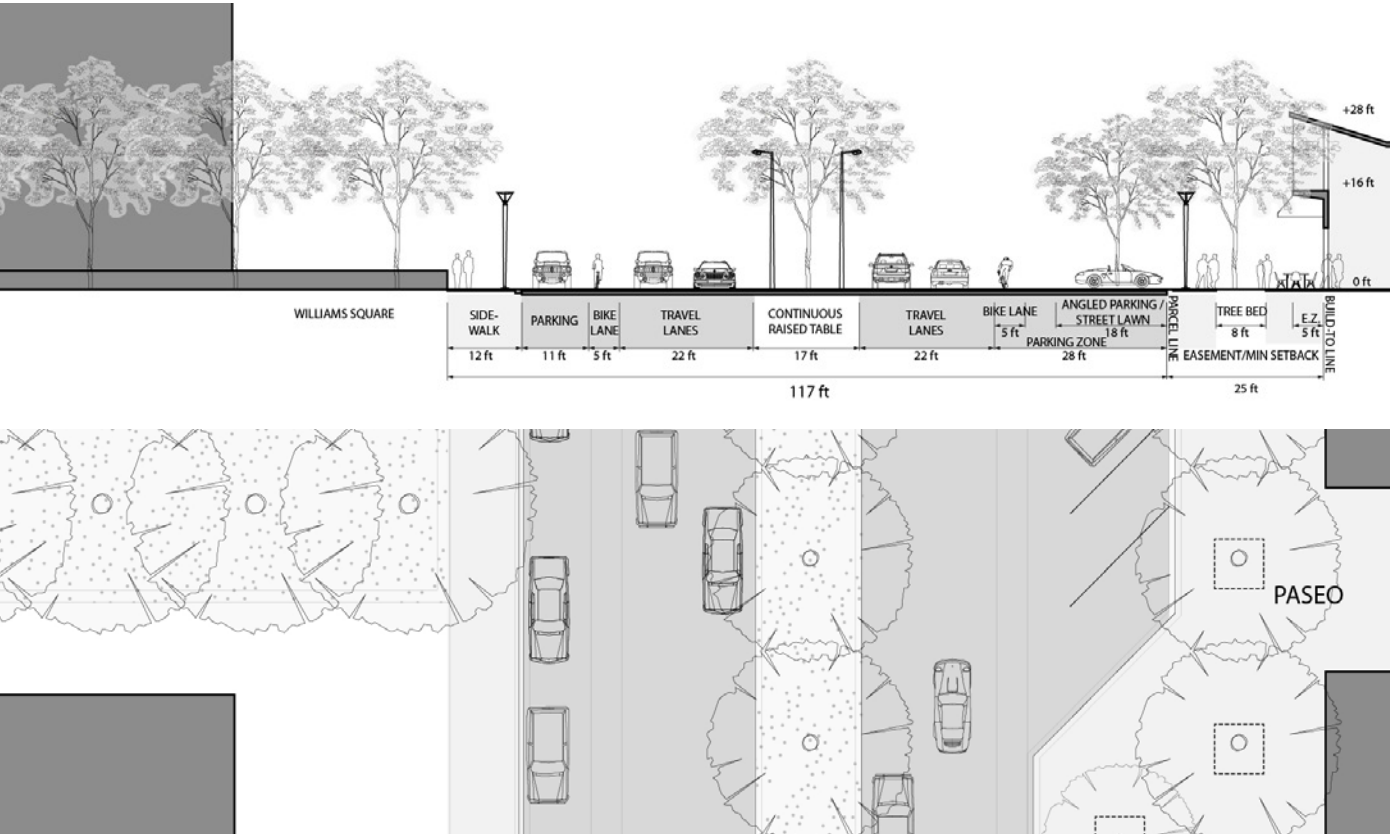 +28 ft
+16 ft
0 ft
WILLIAMS SQUARE
SIDE-
WALK
12 ft
PARKING
11 ft
BIKE
LANE
5 ft
TRAVEL
LANES
22 ft
CONTINUOUS
RAISED TABLE
17 ft
TRAVEL
LANES
22 ft
BIKE LANE
5 ft
ANGLED PARKING /
STREET LAWN
18 ft
PARKING ZONE
28 ft
PARCEL LINE
TREE BED
8 ft
E.Z.
5 ft
BUILD-TO LINE
EASEMENT/MIN SETBACK
25 ft
117 ft
PASEO